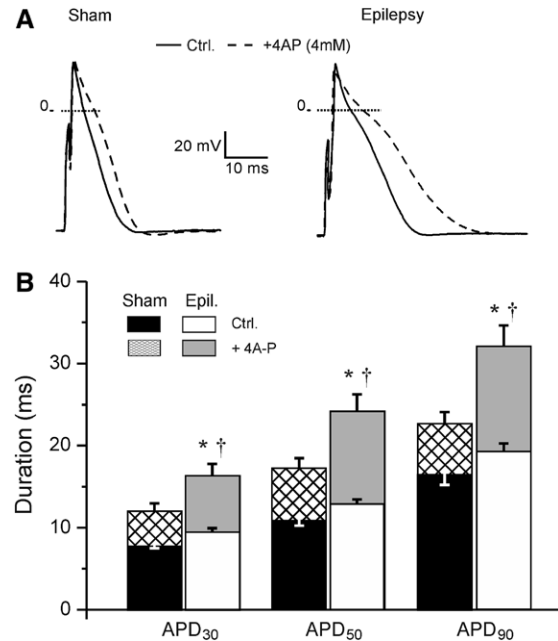 A
Sham
Epilepsy
Ctrl.
+4AP (4mM)
0
0
20 mV
10 ms
B
Sham Epil.
Ctrl.
+ 4A-P
Duration (ms)
40
30
20
10
0
* †
* †
* †
APD30
APD50
APD90